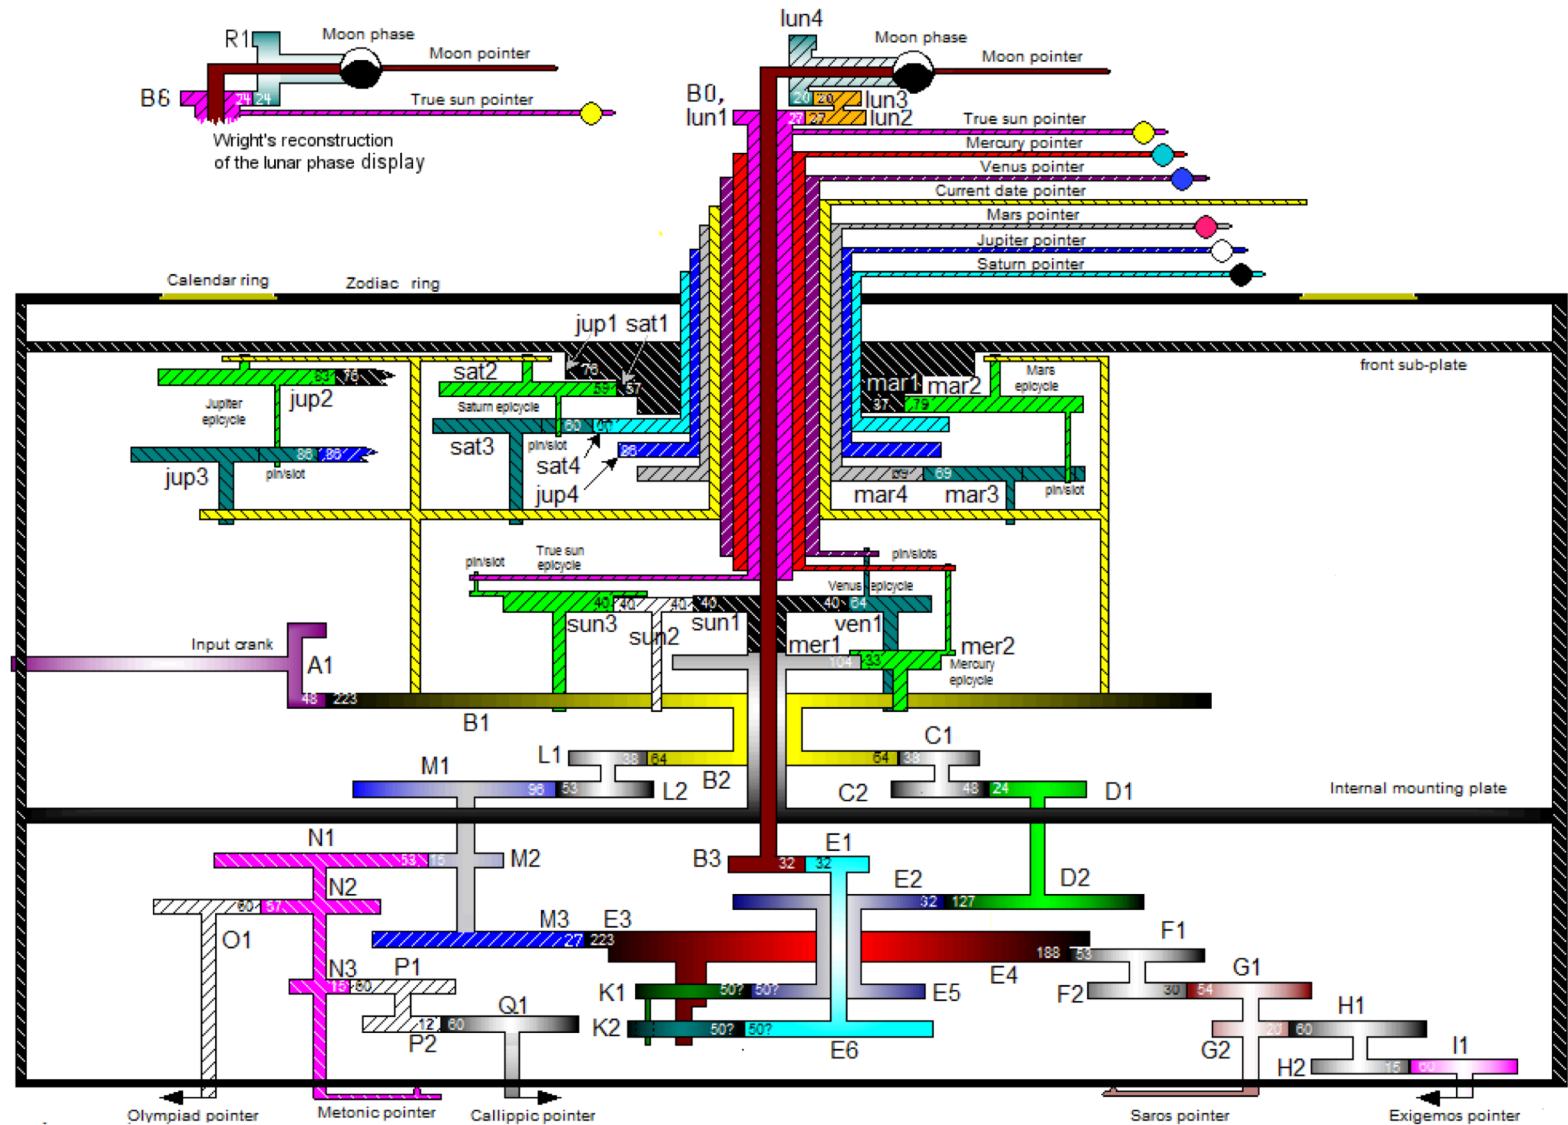 lun4
R1
Moon phase
Moon pointer
Moon phase
Moon pointer
B6
24 24
True sun pointer
Wright's reconstruction
of the lunar phase display
B0,
lun1
20 20
lun3
27 27
lun2
True sun pointer
Mercury pointer
Venus pointer
Current date pointer
Mars pointer
Jupiter pointer
Saturn pointer
Calendar ring
Zodiac ring
jup1 sat1
76
front sub-plate
sat2
mar1 mar2
Mars
epicycle
76
jup2
59 57
37 79
Jupiter
epicycle
Saturn epicycle
sat3
pin/slot
60
sat4
86 86
86
jup3
pin/slot
jup4
69
mar4
mar3
pin/slot
pin/slot
True sun
epicycle
pin/slots
Venus epicycle
40 40 40 40
40 64
sun3
sun2
sun1
ven1
mer1
mer2
104 33
Mercury
epicycle
Input crank
A1
48 223
B1
L1
38 64
B2
64 38
C1
M1
96 53
L2
C2
48 24
D1
Internal mounting plate
N1
53 15
M2
B3
32 32
E1
N2
60 57
E2
32 127
D2
O1
M3
27 223
E3
188 53
E4
F1
N3
15 60
P1
K1
50? 50?
E5
F2
30 54
G1
12 60
P2
Q1
K2
50? 50?
E6
G2
20 60
H1
H2
15 60
I1
Olympiad pointer
Metonic pointer
Callippic pointer
Saros pointer
Exigemos pointer